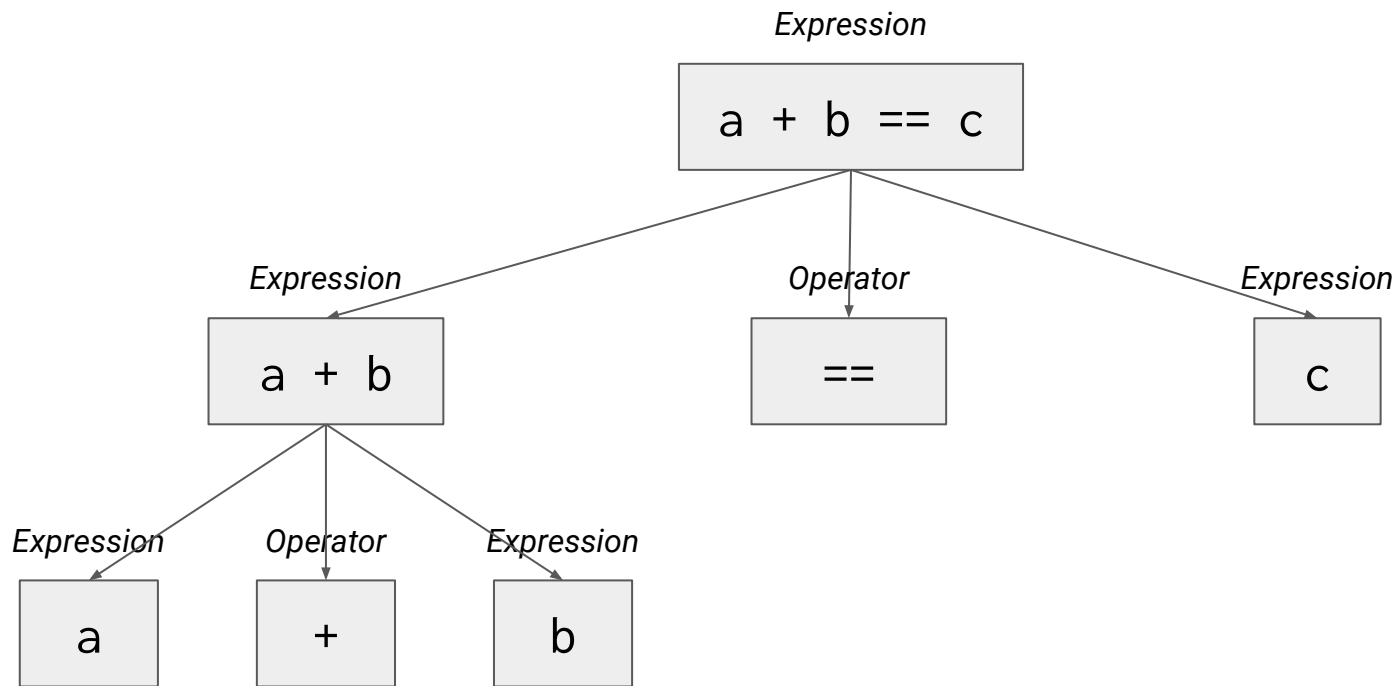 Expression
a + b == c
Expression
Operator
Expression
a + b
==
c
Expression
Operator
Expression
a
+
b